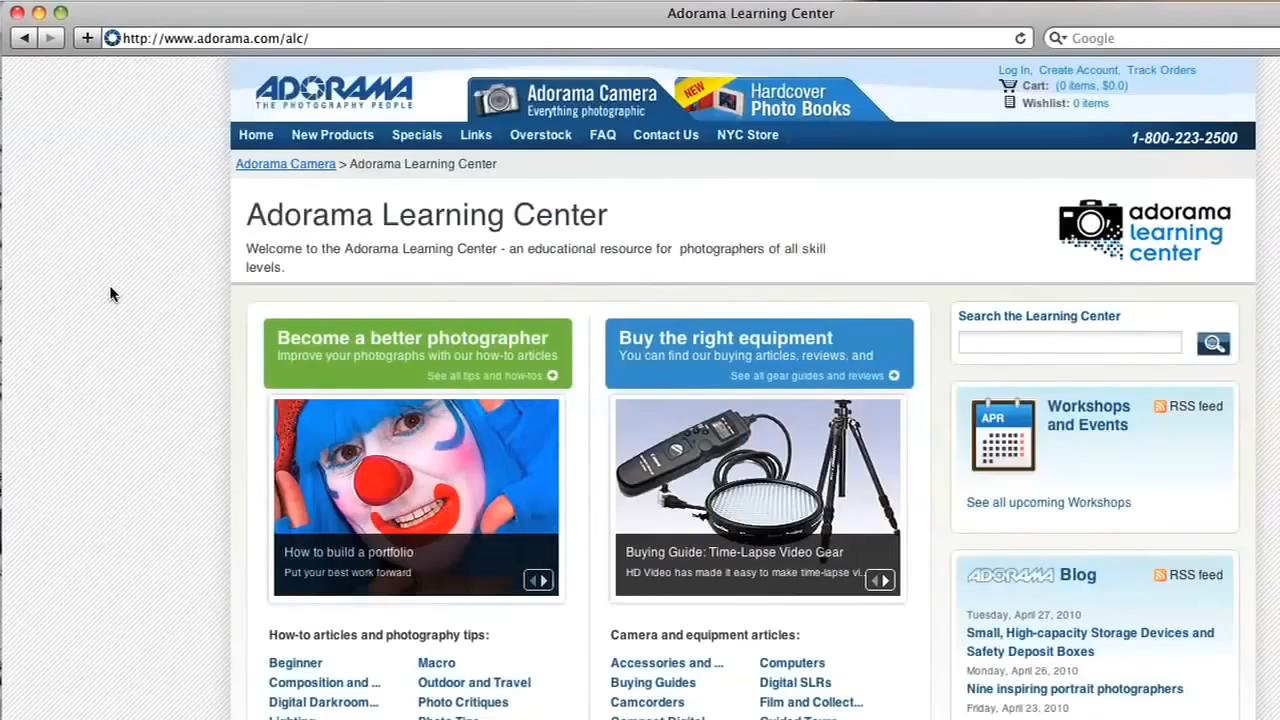 Adorama Learning Center
http://www.adorama.com/alc/
Google
ADORAMA
THE PHOTOGRAPHY PEOPLE
Adorama Camera
Everything photographic
NEW
Hardcover
Photo Books
Log In, Create Account, Track Orders
Cart: (0 items, $0.0)
Wishlist: 0 items
Home New Products Specials Links Overstock FAQ Contact Us NYC Store
1-800-223-2500
Adorama Camera > Adorama Learning Center
Adorama Learning Center
Welcome to the Adorama Learning Center - an educational resource for photographers of all skill
levels.
adorama
learning
center
Become a better photographer
Improve your photographs with our how-to articles
See all tips and how-tos
Buy the right equipment
You can find our buying articles, reviews, and
See all gear guides and reviews
How to build a portfolio
Put your best work forward
Buying Guide: Time-Lapse Video Gear
HD Video has made it easy to make time-lapse vi...
How-to articles and photography tips:
Beginner
Macro
Composition and ...
Outdoor and Travel
Digital Darkroom...
Photo Critiques
Camera and equipment articles:
Accessories and ...
Computers
Buying Guides
Digital SLRs
Camcorders
Film and Collect...
Search the Learning Center
APR
Workshops
and Events
RSS feed
See all upcoming Workshops
ADORAMA Blog
RSS feed
Tuesday, April 27, 2010
Small, High-capacity Storage Devices and
Safety Deposit Boxes
Monday, April 26, 2010
Nine inspiring portrait photographers
Friday, April 23, 2010